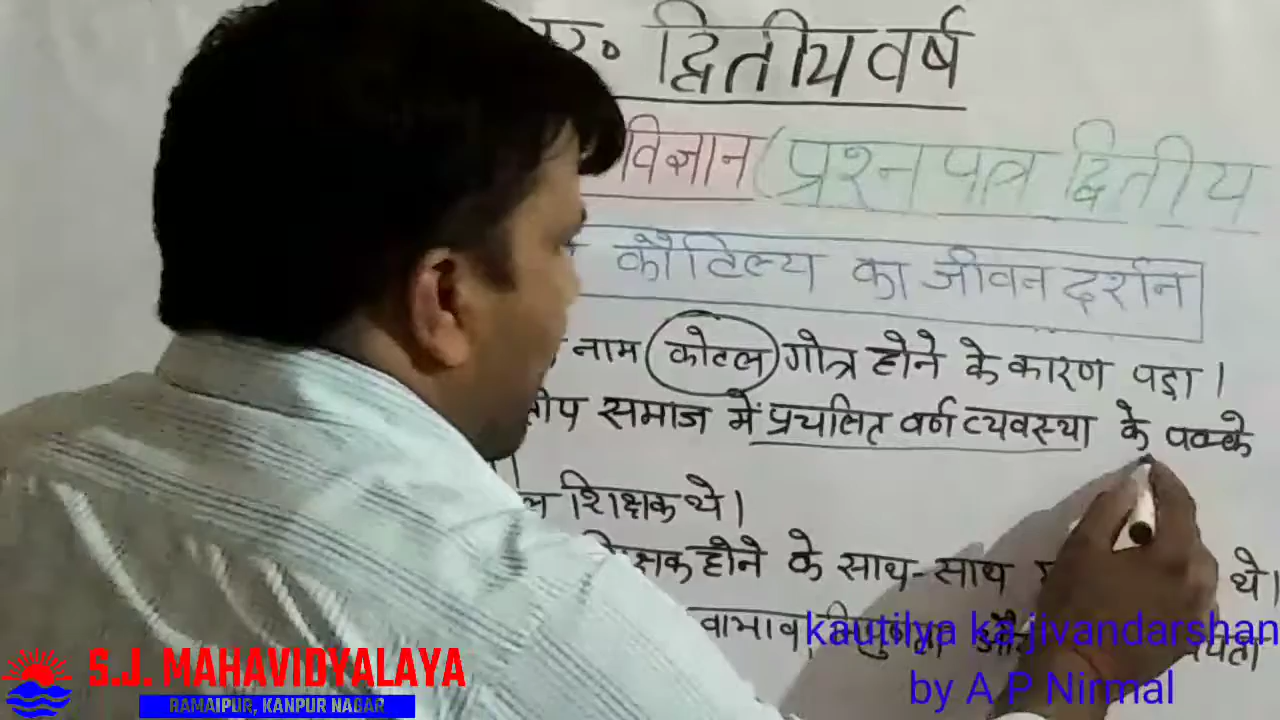 द्वितीय वर्ष
विज्ञान (प्रश्न पत्र द्वितीय
कौटिल्य का जीवन दर्शन
नाम कोटल गोत्र होने के कारण पड़ा।
समाज में प्रचलित वर्ण व्यवस्था के पक्के
शिक्षक थे।
होने के साथ-साथ थे।
kautilya ka jivandarshan
by A P Nirmal
S.J. MAHAVIDYALAYA
RAMAIPUR, KANPUR NAGAR